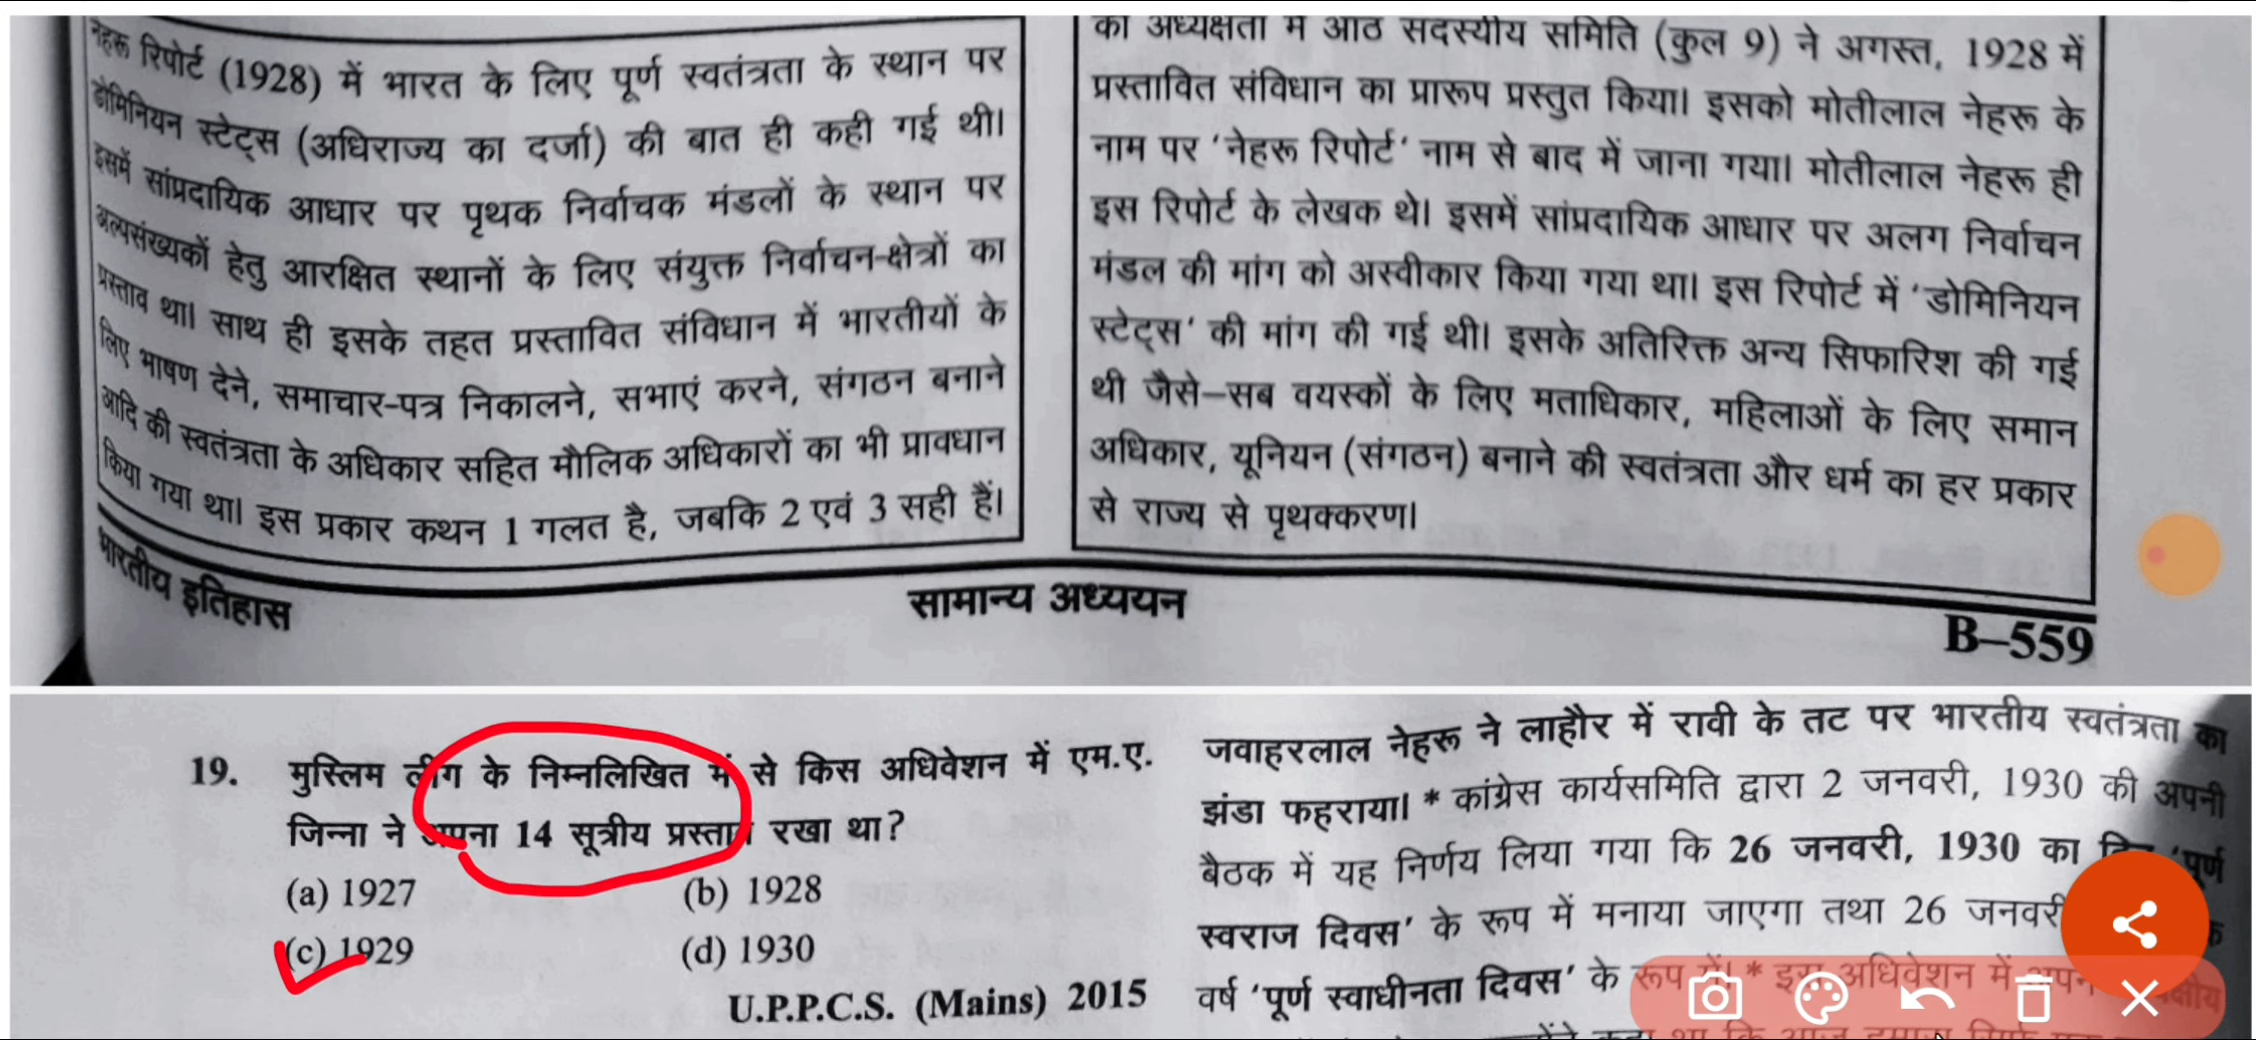 नेहरू रिपोर्ट (1928) में भारत के लिए पूर्ण स्वतंत्रता के स्थान पर
डोमिनियन स्टेट्स (अधिराज्य का दर्जा) की बात ही कही गई थी।
इसमें सांप्रदायिक आधार पर पृथक निर्वाचक मंडलों के स्थान पर
अल्पसंख्यकों हेतु आरक्षित स्थानों के लिए संयुक्त निर्वाचन-क्षेत्रों का
प्रस्ताव था। साथ ही इसके तहत प्रस्तावित संविधान में भारतीयों के
लिए भाषण देने, समाचार-पत्र निकालने, सभाएं करने, संगठन बनाने
आदि की स्वतंत्रता के अधिकार सहित मौलिक अधिकारों का भी प्रावधान
किया गया था। इस प्रकार कथन 1 गलत है, जबकि 2 एवं 3 सही हैं।
की अध्यक्षता में आठ सदस्यीय समिति (कुल 9) ने अगस्त, 1928 में
प्रस्तावित संविधान का प्रारूप प्रस्तुत किया। इसको मोतीलाल नेहरू के
नाम पर ‘नेहरू रिपोर्ट’ नाम से बाद में जाना गया। मोतीलाल नेहरू ही
इस रिपोर्ट के लेखक थे। इसमें सांप्रदायिक आधार पर अलग निर्वाचन
मंडल की मांग को अस्वीकार किया गया था। इस रिपोर्ट में ‘डोमिनियन
स्टेट्स’ की मांग की गई थी। इसके अतिरिक्त अन्य सिफारिश की गई
थी जैसे–सब वयस्कों के लिए मताधिकार, महिलाओं के लिए समान
अधिकार, यूनियन (संगठन) बनाने की स्वतंत्रता और धर्म का हर प्रकार
से राज्य से पृथक्करण।
भारतीय इतिहास
सामान्य अध्ययन
B–559
19. मुस्लिम लीग के निम्नलिखित में से किस अधिवेशन में एम.ए.
जिन्ना ने अपना 14 सूत्रीय प्रस्ताव रखा था?
(a) 1927 (b) 1928
(c) 1929 (d) 1930
U.P.P.C.S. (Mains) 2015
जवाहरलाल नेहरू ने लाहौर में रावी के तट पर भारतीय स्वतंत्रता का
झंडा फहराया। * कांग्रेस कार्यसमिति द्वारा 2 जनवरी, 1930 की अपनी
बैठक में यह निर्णय लिया गया कि 26 जनवरी, 1930 का दिन ‘पूर्ण
स्वराज दिवस’ के रूप में मनाया जाएगा तथा 26 जनवरी
वर्ष ‘पूर्ण स्वाधीनता दिवस’ के रूप में। * इस अधिवेशन में